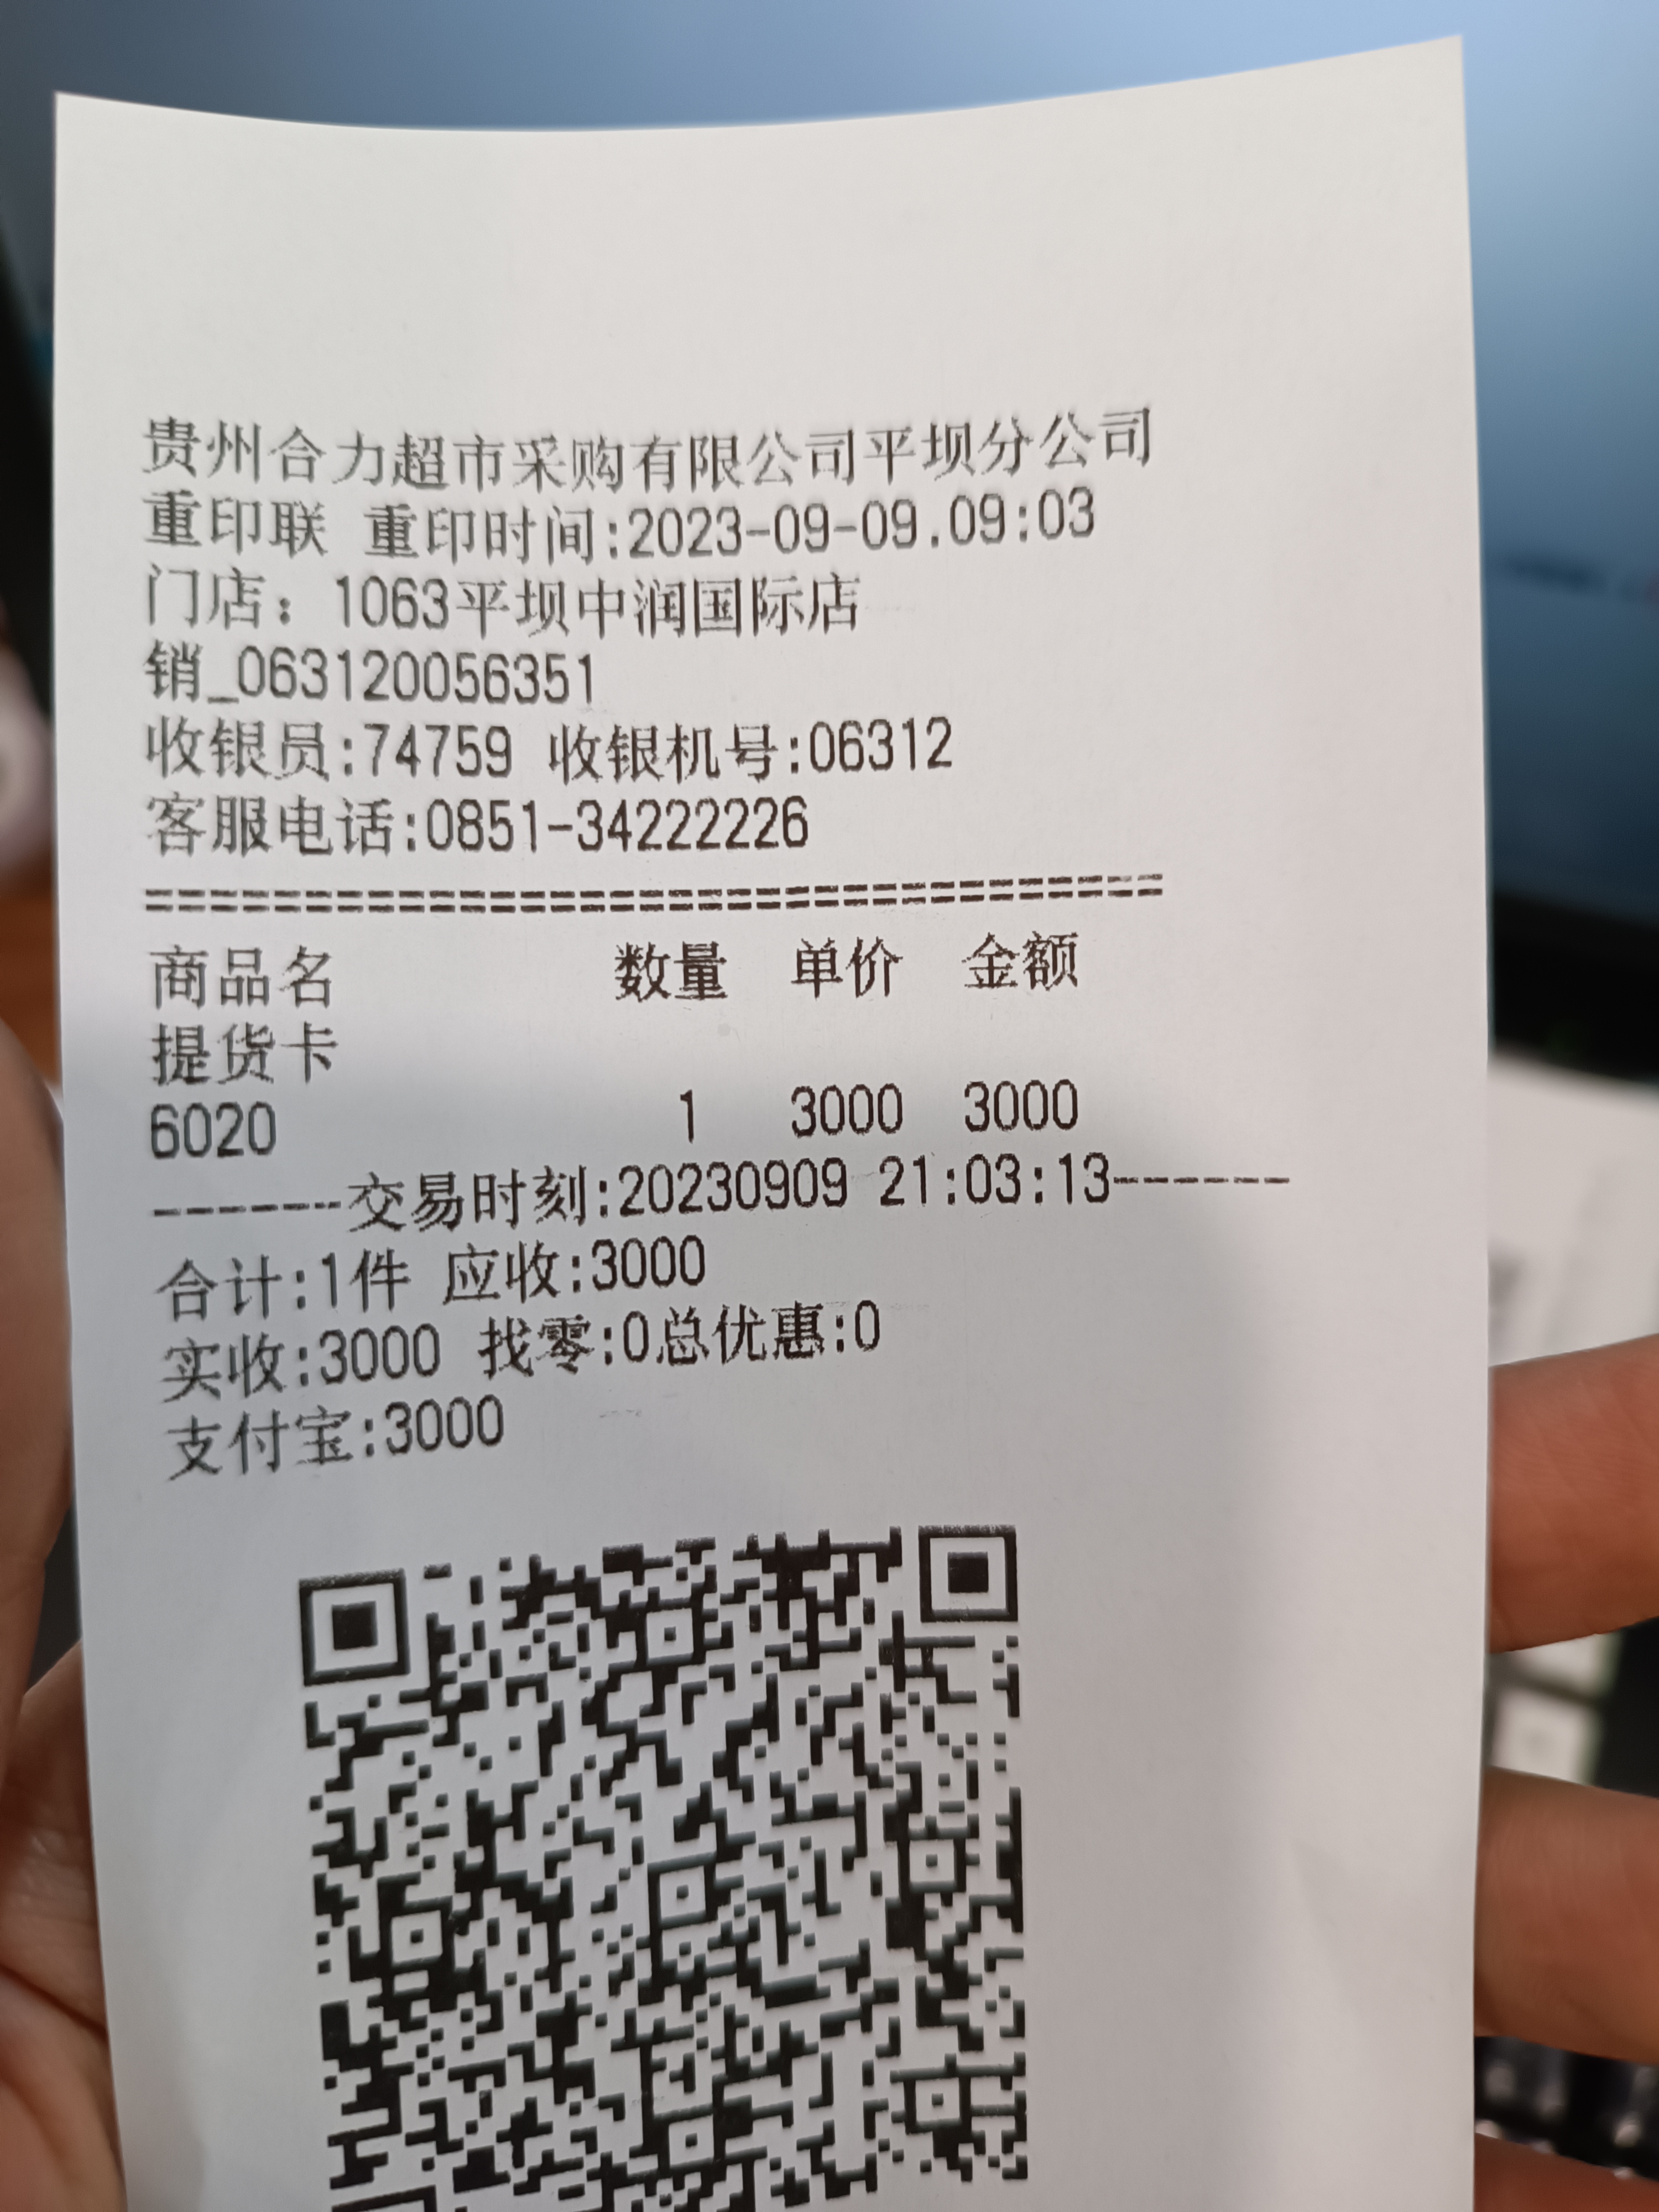 贵州合力超市采购有限公司平坝分公司
重印联 重印时间:2023-09-09.09:03
门店：1063平坝中润国际店
销_063120056351
收银员:74759 收银机号:06312
客服电话:0851-34222226
==================================
商品名 数量 单价 金额
提货卡
6020 1 3000 3000
-------交易时刻:20230909 21:03:13------
合计:1件 应收:3000
实收:3000 找零:0总优惠:0
支付宝:3000